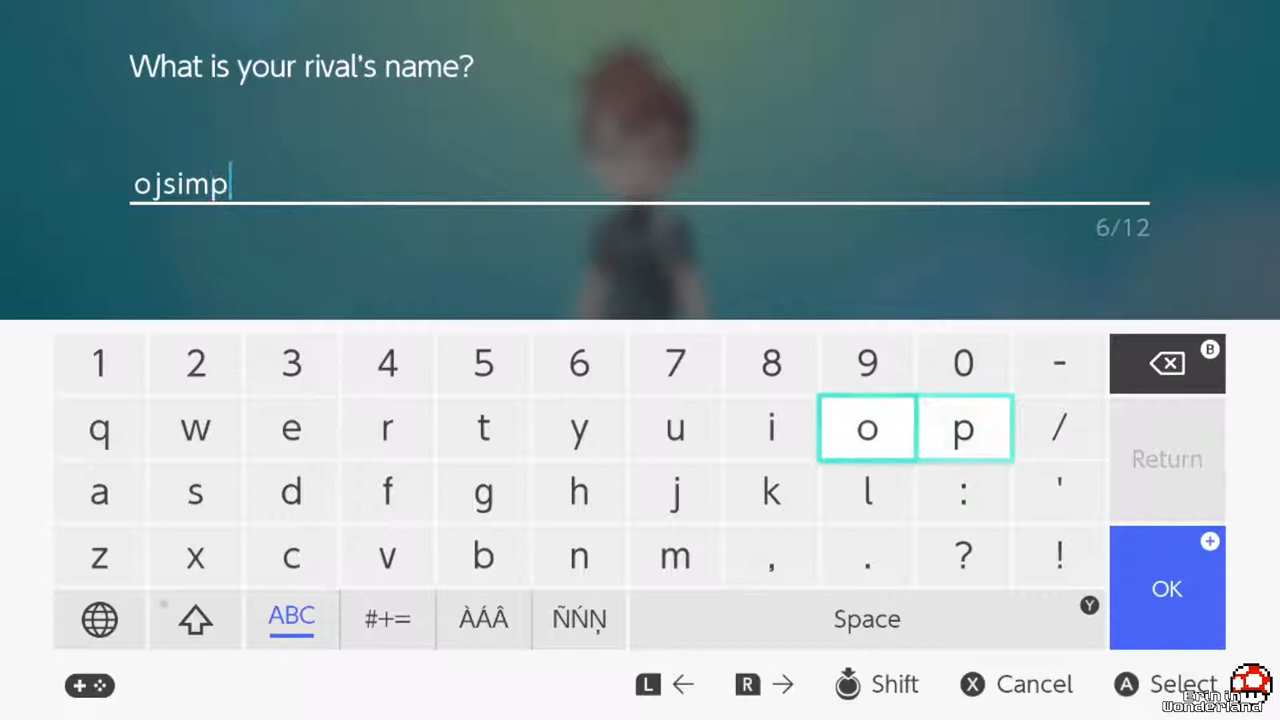 What is your rival's name?
ojsimp
6/12
1 2 3 4 5 6 7 8 9 0 -
B
q w e r t y u i o p /
Return
a s d f g h j k l : '
z x c v b n m , . ? !
+
OK
ABC #+= ÀÁÂ ÑŃŅ Space Y
L ← R → Shift X Cancel A Select
Erin in
Wonderland